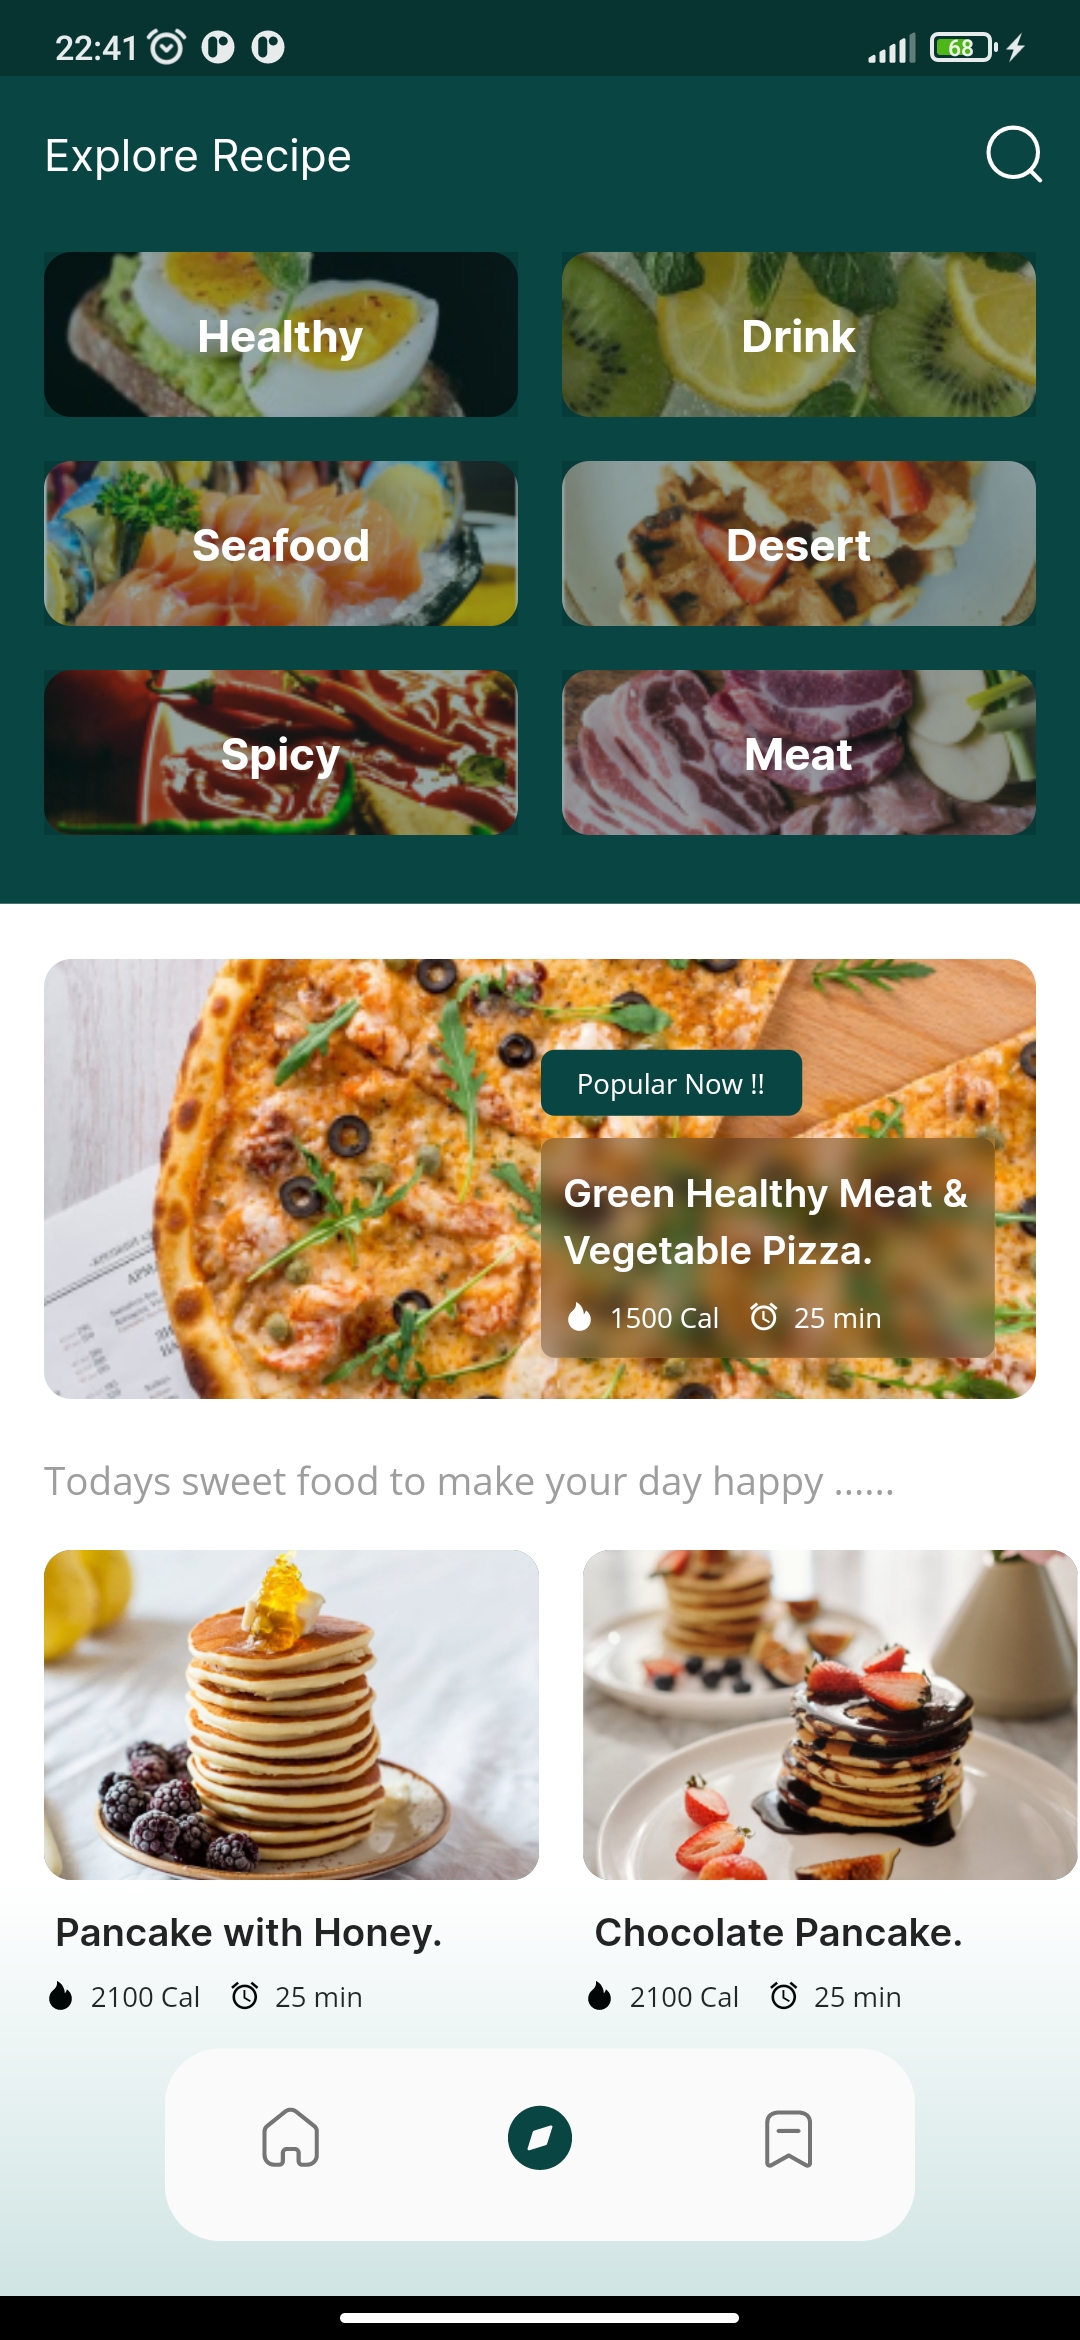 22:41
68
Explore Recipe
Healthy
Drink
Seafood
Desert
Spicy
Meat
Popular Now !!
Green Healthy Meat &
Vegetable Pizza.
1500 Cal
25 min
Todays sweet food to make your day happy ......
Pancake with Honey.
Chocolate Pancake.
2100 Cal
25 min
2100 Cal
25 min